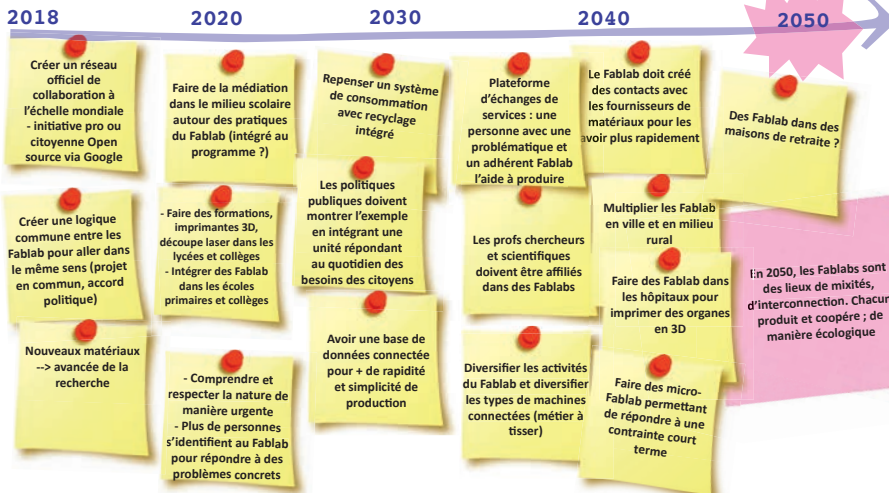 2018
2020
2030
2040
2050
Créer un réseau
officiel de
collaboration à
l'échelle mondiale
- initiative pro ou
citoyenne Open
source via Google
Créer une logique
commune entre les
Fablab pour aller dans
le même sens (projet
en commun, accord
politique)
Nouveaux matériaux
--> avancée de la
recherche
Faire de la médiation
dans le milieu scolaire
autour des pratiques
du Fablab (intégré au
programme ?)
- Faire des formations,
imprimantes 3D,
découpe laser dans les
lycées et collèges
- Intégrer des Fablab
dans les écoles
primaires et collèges
- Comprendre et
respecter la nature de
manière urgente
- Plus de personnes
s'identifient au Fablab
pour répondre à des
problèmes concrets
Repenser un système
de consommation
avec recyclage
intégré
Les politiques
publiques doivent
montrer l'exemple
en intégrant une
unité répondant
au quotidien des
besoins des citoyens
Avoir une base de
données connectée
pour + de rapidité
et simplicité de
production
Plateforme
d'échanges de
services : une
personne avec une
problématique et
un adhérent Fablab
l'aide à produire
Les profs chercheurs
et scientifiques
doivent être affiliés
dans des Fablabs
Diversifier les activités
du Fablab et diversifier
les types de machines
connectées (métier à
tisser)
Le Fablab doit créé
des contacts avec
les fournisseurs de
matériaux pour les
avoir plus rapidement
Multiplier les Fablab
en ville et en milieu
rural
Faire des Fablab dans
les hôpitaux pour
imprimer des organes
en 3D
Faire des micro-
Fablab permettant
de répondre à une
contrainte court
terme
Des Fablab dans des
maisons de retraite ?
En 2050, les Fablabs sont
des lieux de mixités,
d'interconnection. Chacun
produit et coopére ; de
manière écologique